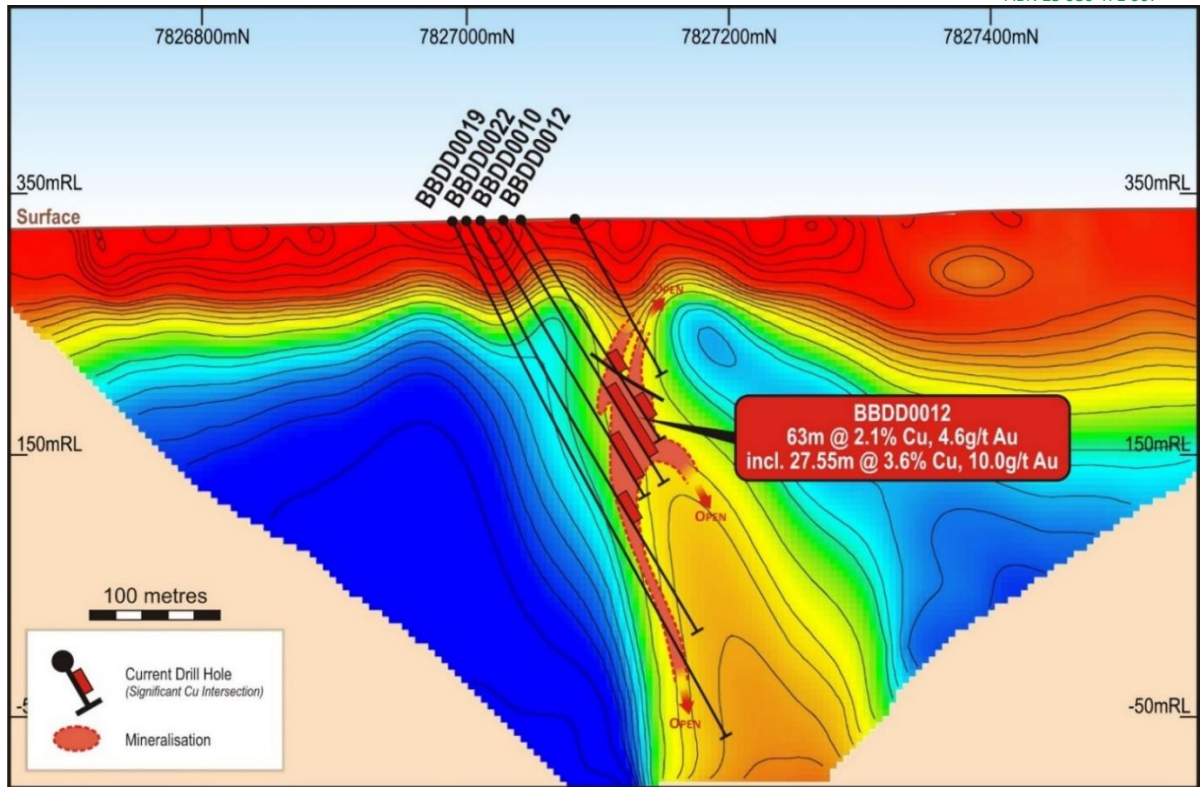 7826800mN
7827000mN
7827200mN
7827400mN
BBDD0019
BBDD0022
BBDD0010
BBDD0012
350mRL
350mRL
Surface
OPEN
BBDD0012
63m @ 2.1% Cu, 4.6g/t Au
incl. 27.55m @ 3.6% Cu, 10.0g/t Au
150mRL
150mRL
OPEN
100 metres
Current Drill Hole
(Significant Cu Intersection)
Mineralisation
-50mRL
OPEN